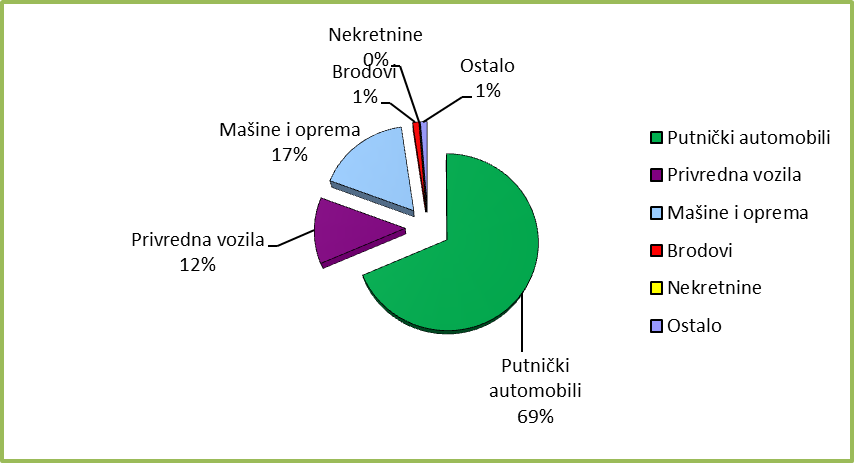 Nekretnine
0%
Brodovi
1%
Ostalo
1%
Mašine i oprema
17%
Privredna vozila
12%
Putnički
automobili
69%
Putnički automobili
Privredna vozila
Mašine i oprema
Brodovi
Nekretnine
Ostalo